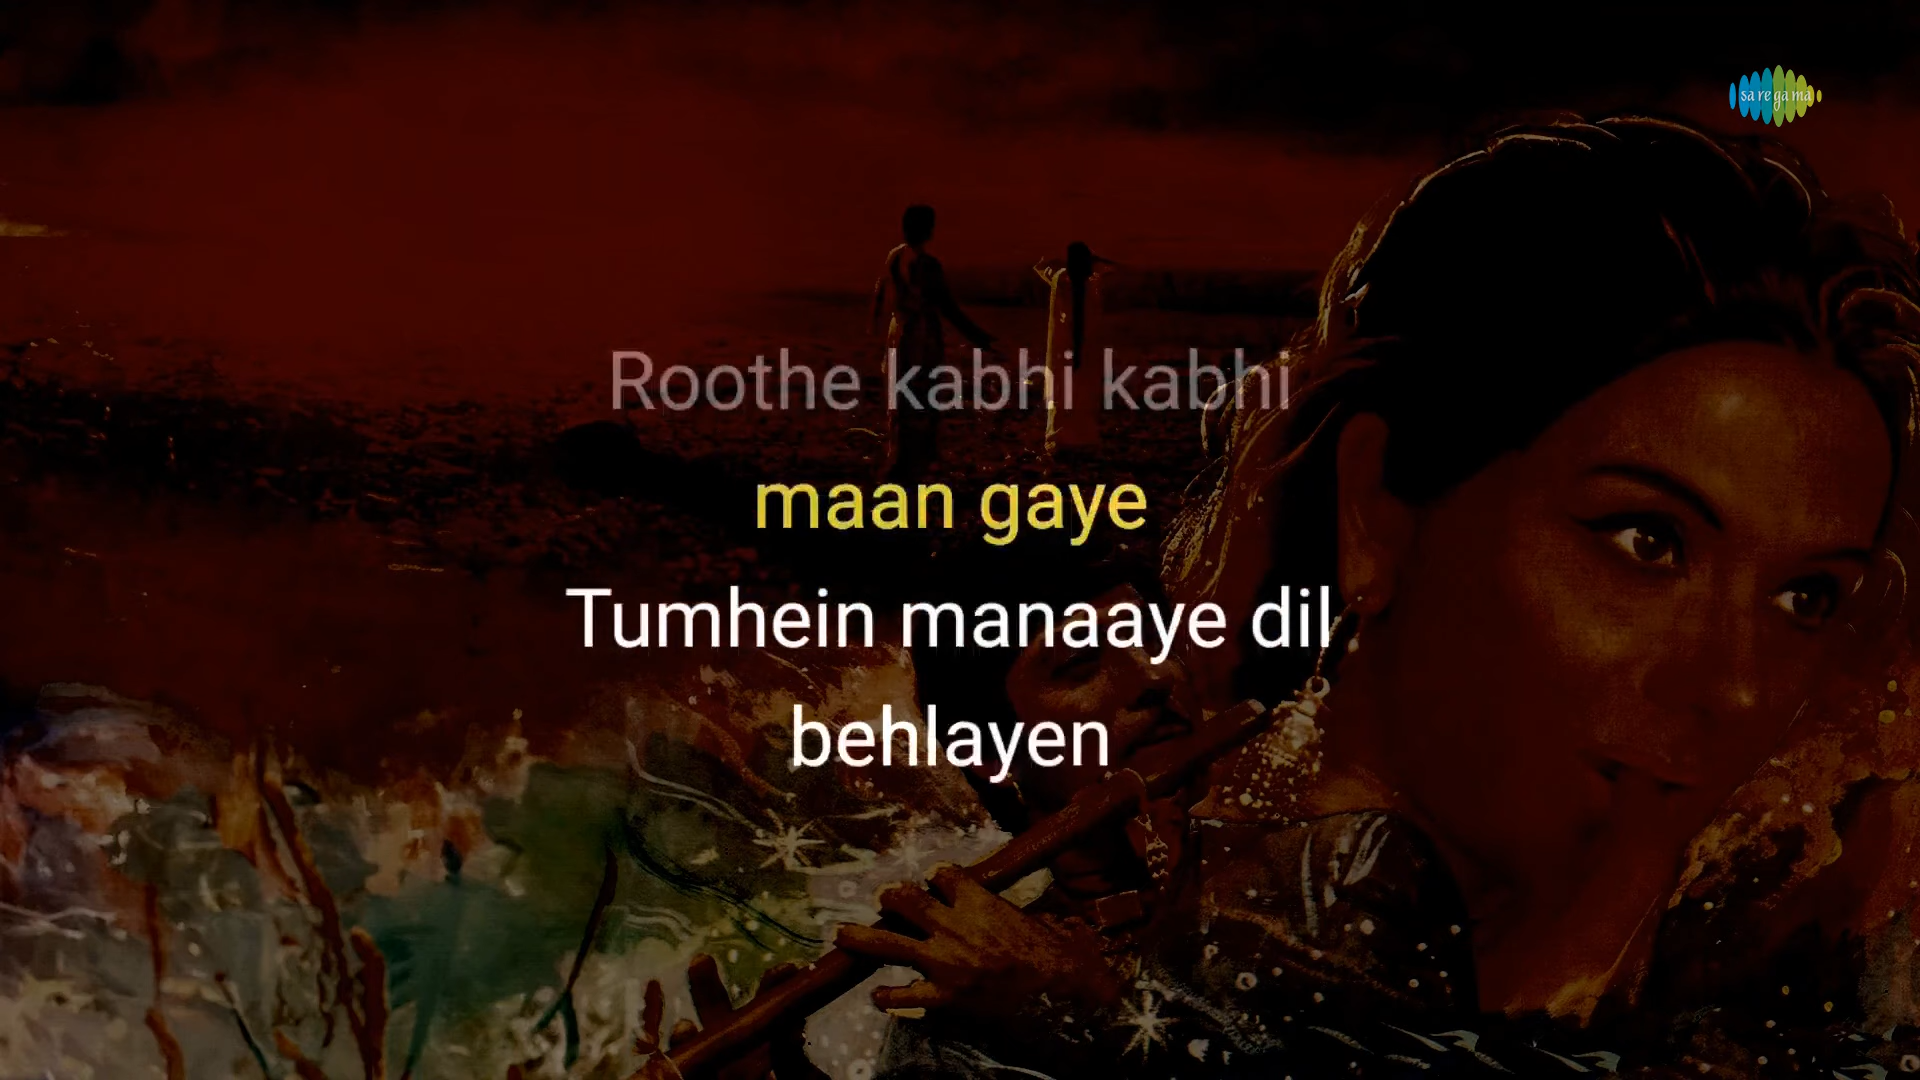 sa re ga ma
Roothe kabhi kabhi
maan gaye
Tumhein manaaye dil
behlayen